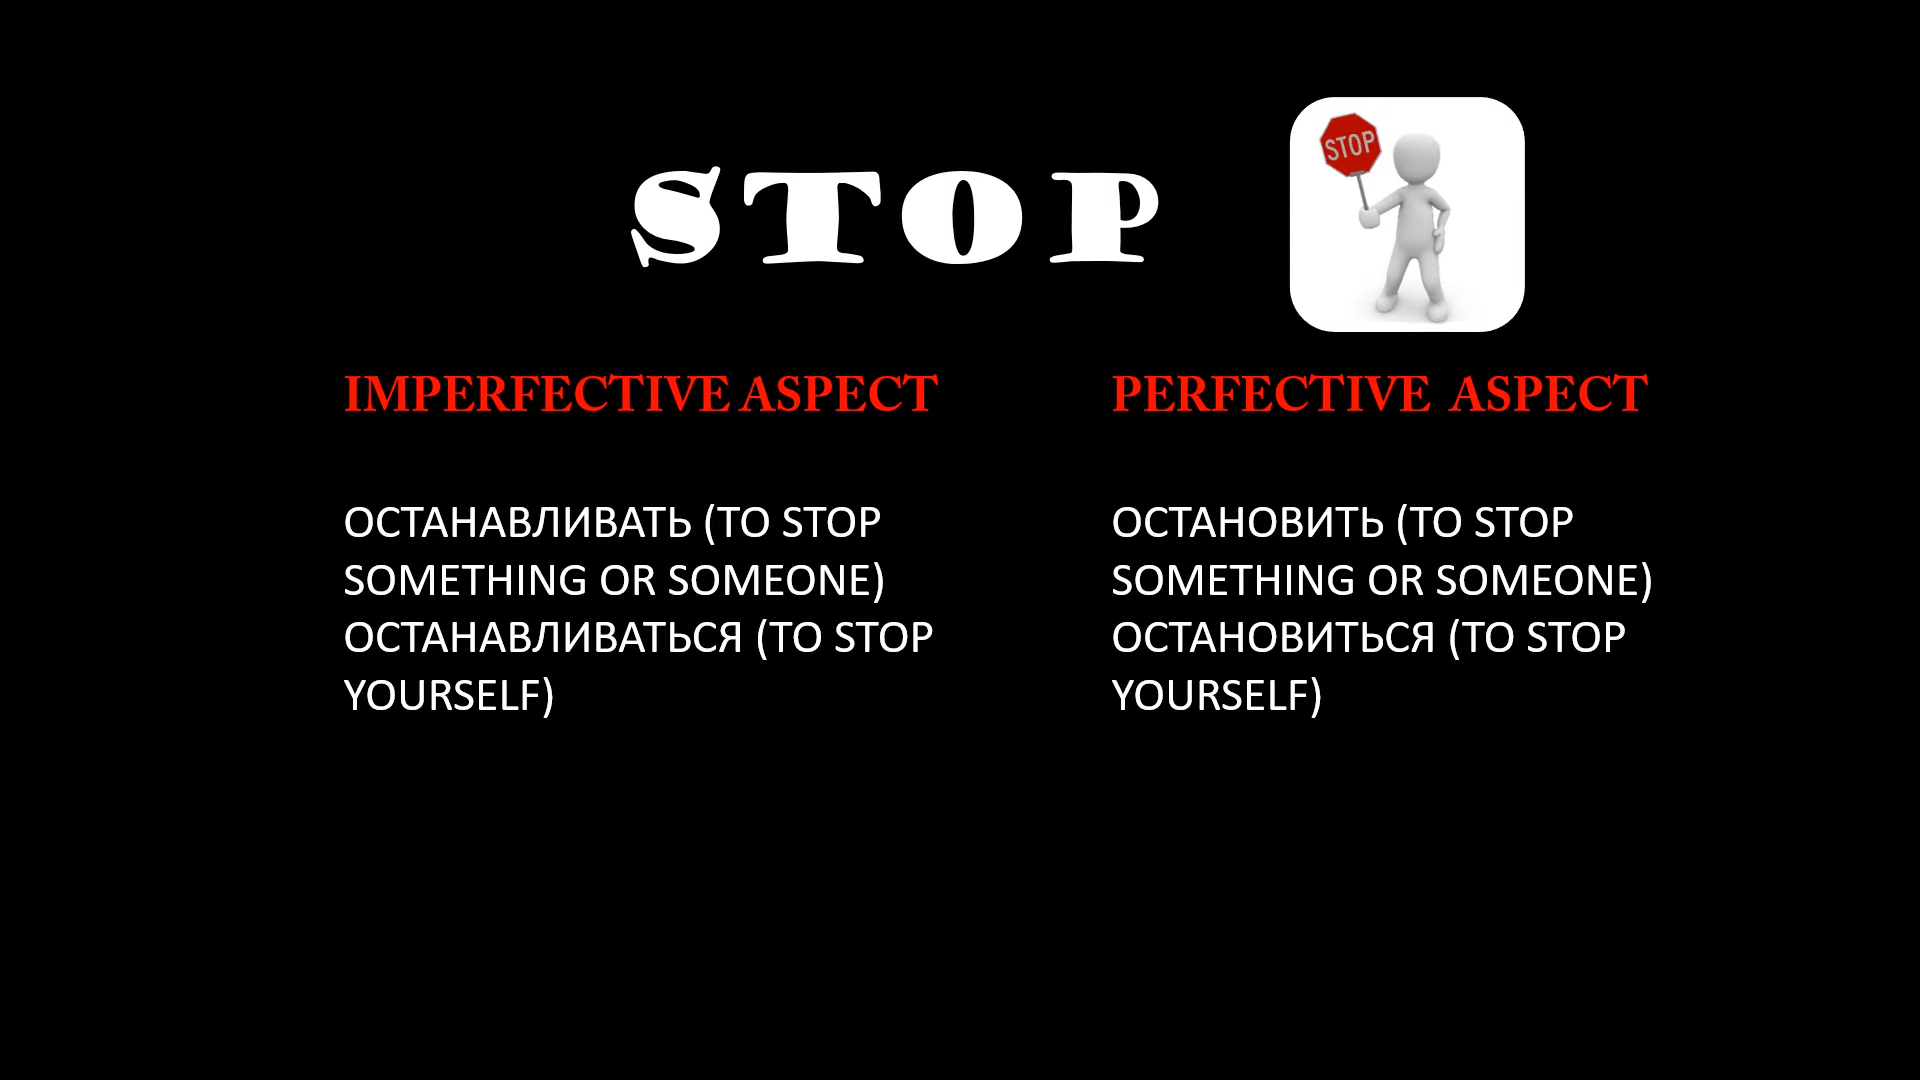 STOP
STOP
IMPERFECTIVE ASPECT
ОСТАНАВЛИВАТЬ (TO STOP
SOMETHING OR SOMEONE)
ОСТАНАВЛИВАТЬСЯ (TO STOP
YOURSELF)
PERFECTIVE ASPECT
ОСТАНОВИТЬ (TO STOP
SOMETHING OR SOMEONE)
ОСТАНОВИТЬСЯ (TO STOP
YOURSELF)